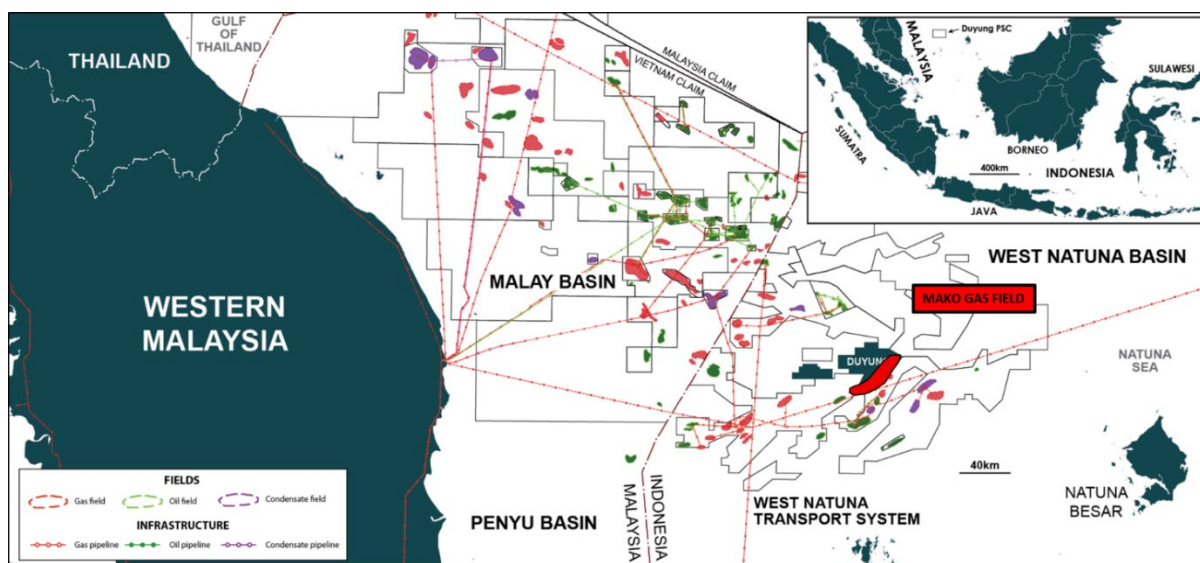 GULF
OF
THAILAND
THAILAND
MALAYSIA CLAIM
VIETNAM CLAIM
Duyung PSC
MALAYSIA
SULAWESI
SUMATRA
BORNEO
400km
INDONESIA
JAVA
WEST NATUNA BASIN
MALAY BASIN
MAKO GAS FIELD
WESTERN
MALAYSIA
NATUNA
SEA
40km
FIELDS
Gas field
Oil field
Condensate field
INFRASTRUCTURE
Gas pipeline
Oil pipeline
Condensate pipeline
PENYU BASIN
MALAYSIA
INDONESIA
WEST NATUNA
TRANSPORT SYSTEM
NATUNA
BESAR